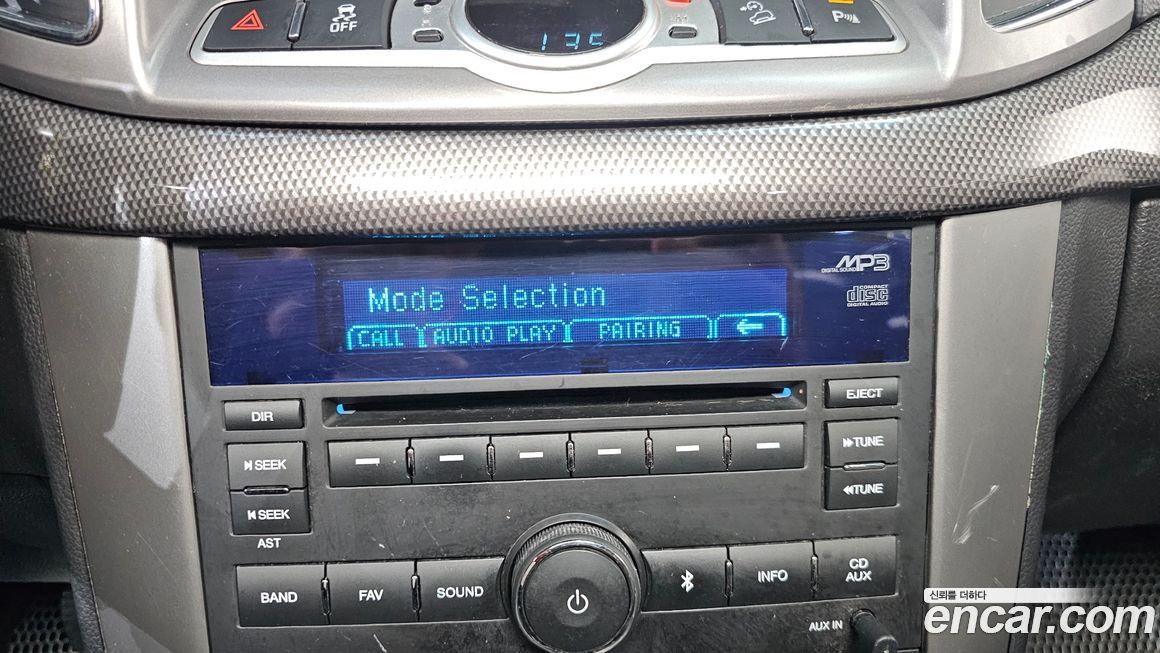 OFF
135
P
MP3
DIGITAL SOUND
COMPACT
disc
DIGITAL AUDIO
Mode Selection
CALL AUDIO PLAY PAIRING ←
DIR
EJECT
SEEK
TUNE
SEEK
TUNE
AST
BAND
FAV
SOUND
INFO
CD
AUX
AUX IN
신뢰를 더하다
encar.com